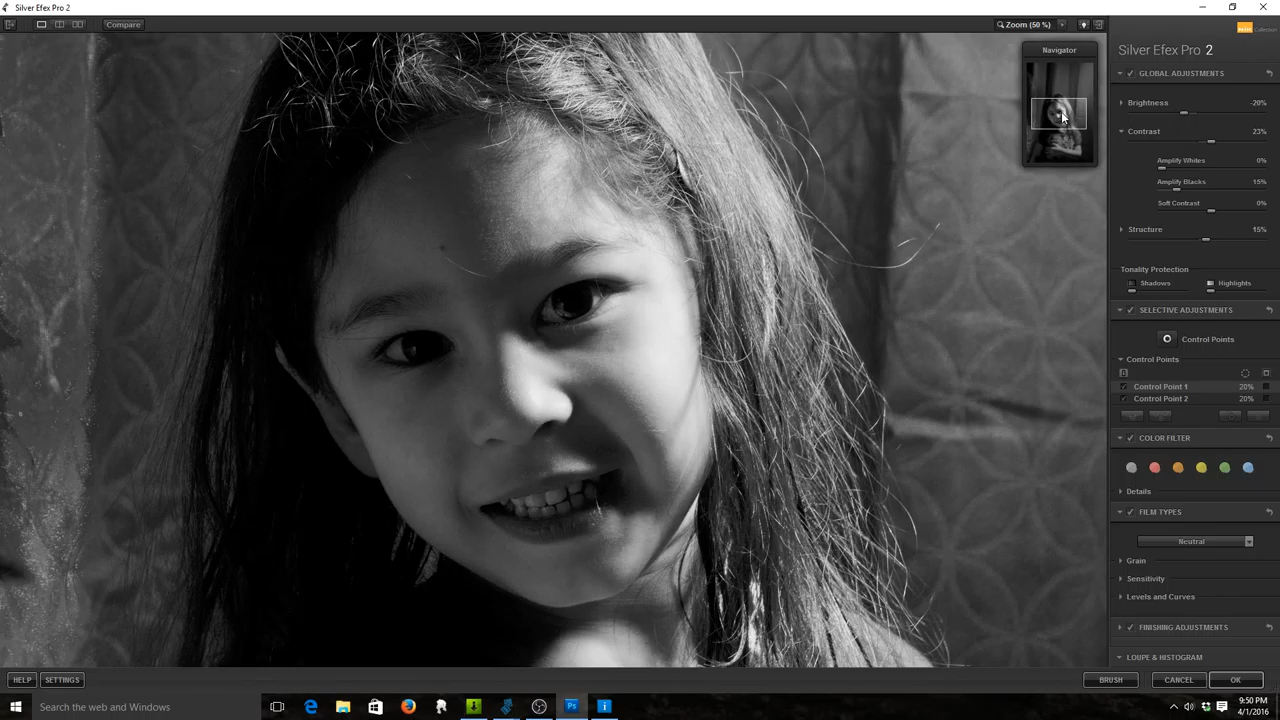 Silver Efex Pro 2
Compare
Zoom (50 %)
Navigator
Collection
Silver Efex Pro 2
GLOBAL ADJUSTMENTS
Brightness -20%
Contrast 23%
Amplify Whites 0%
Amplify Blacks 15%
Soft Contrast 0%
Structure 15%
Tonality Protection
Shadows Highlights
SELECTIVE ADJUSTMENTS
Control Points
Control Points
Control Point 1 20%
Control Point 2 20%
COLOR FILTER
Details
FILM TYPES
Neutral
Grain
Sensitivity
Levels and Curves
FINISHING ADJUSTMENTS
LOUPE & HISTOGRAM
HELP SETTINGS BRUSH CANCEL OK
Search the web and Windows
Ps
9:50 PM
4/1/2016